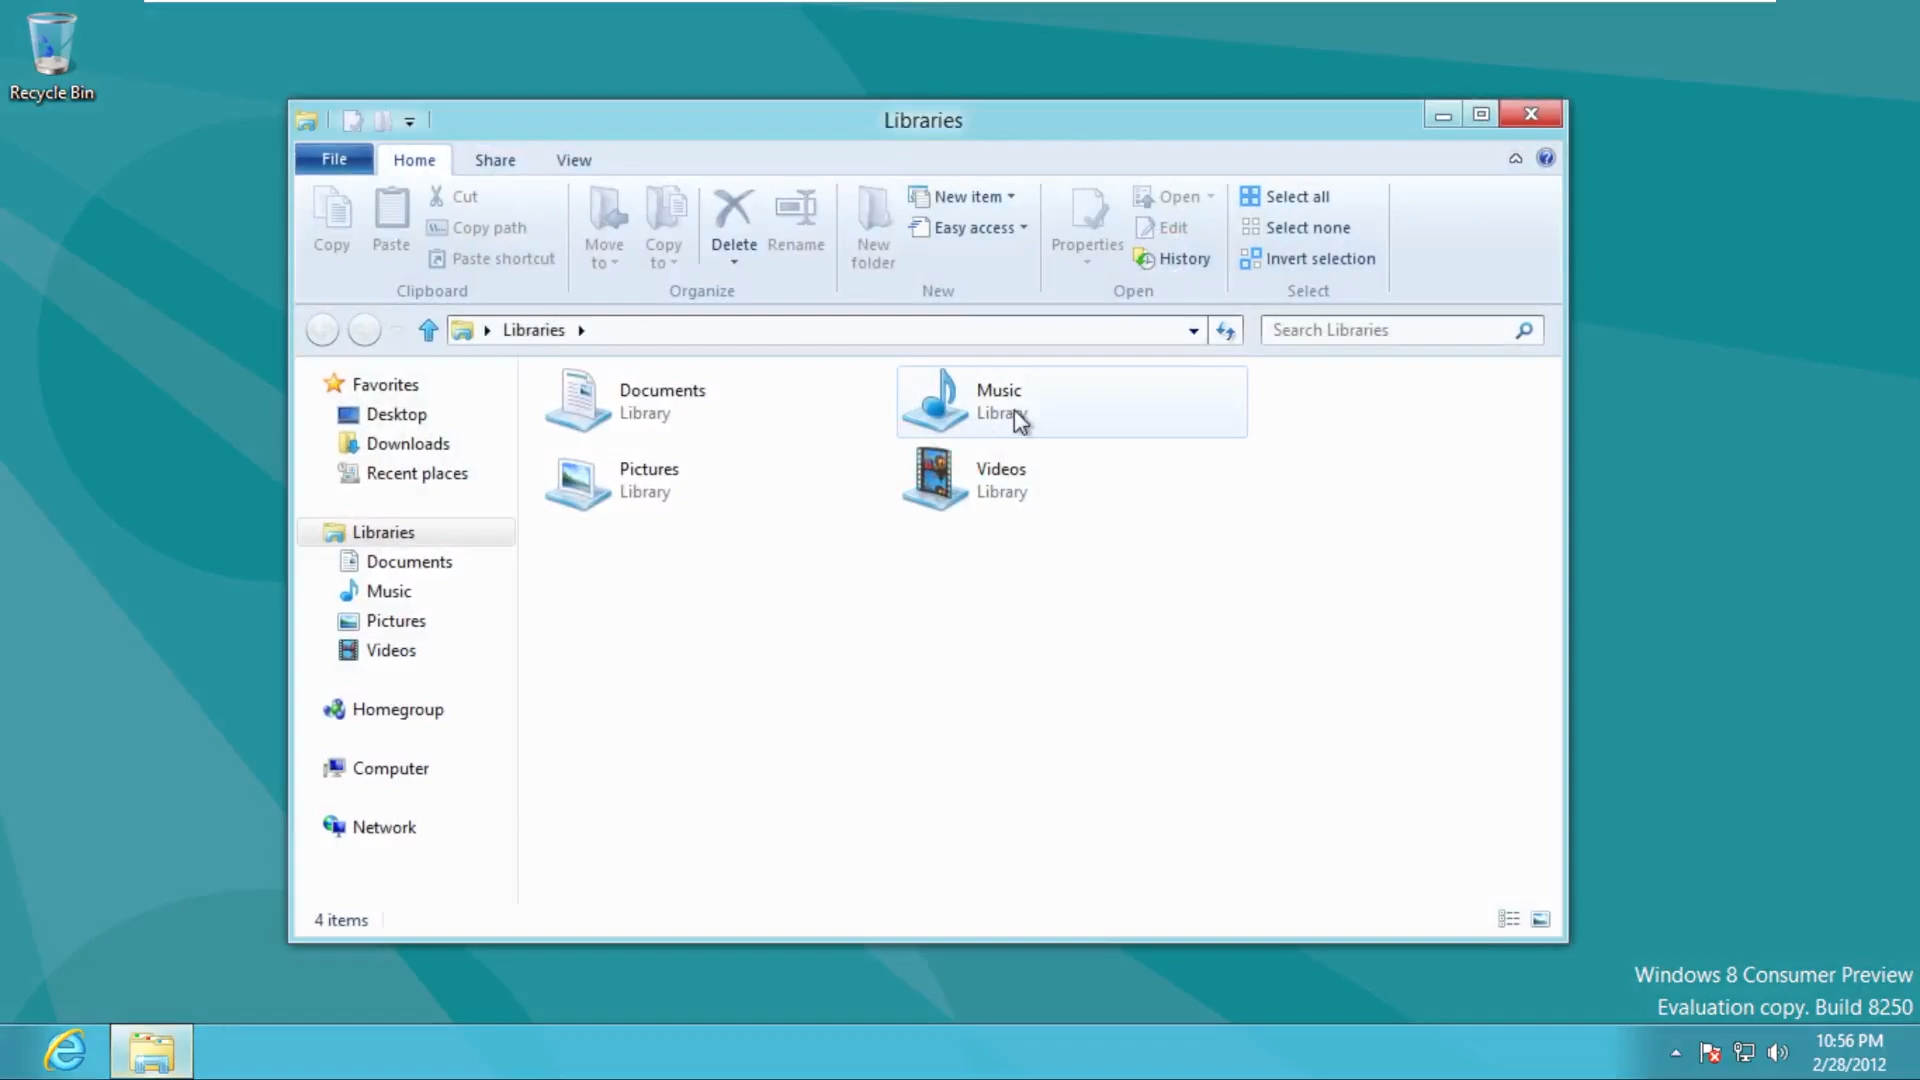 Recycle Bin
Libraries
File Home Share View
Copy
Paste
Cut
Copy path
Paste shortcut
Clipboard
Move to
Copy to
Delete
Rename
Organize
New folder
New item
Easy access
New
Properties
Open
Edit
History
Open
Select all
Select none
Invert selection
Select
Libraries
Search Libraries
Favorites
Desktop
Downloads
Recent places
Libraries
Documents
Music
Pictures
Videos
Homegroup
Computer
Network
Documents
Library
Music
Library
Pictures
Library
Videos
Library
4 items
Windows 8 Consumer Preview
Evaluation copy. Build 8250
10:56 PM
2/28/2012